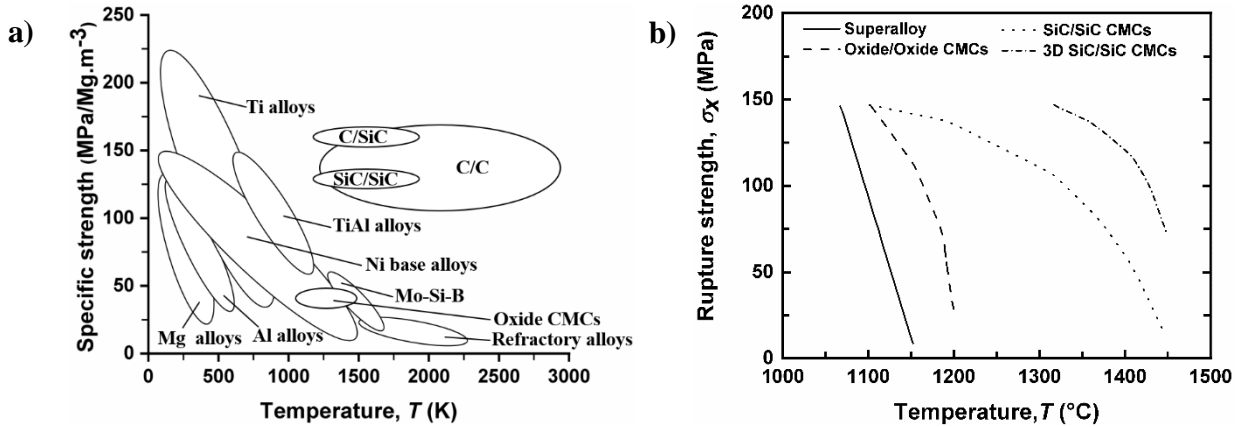 a)
Specific strength (MPa/Mg.m-3)
250
200
150
100
50
0
Ti alloys
C/SiC
C/C
SiC/SiC
TiAl alloys
Ni base alloys
Mo-Si-B
Oxide CMCs
Mg alloys
Al alloys
Refractory alloys
0 500 1000 1500 2000 2500 3000
Temperature, T (K)
b)
Rupture strength, σx (MPa)
200
150
100
50
0
Superalloy
SiC/SiC CMCs
Oxide/Oxide CMCs
3D SiC/SiC CMCs
1000 1100 1200 1300 1400 1500
Temperature,T (°C)